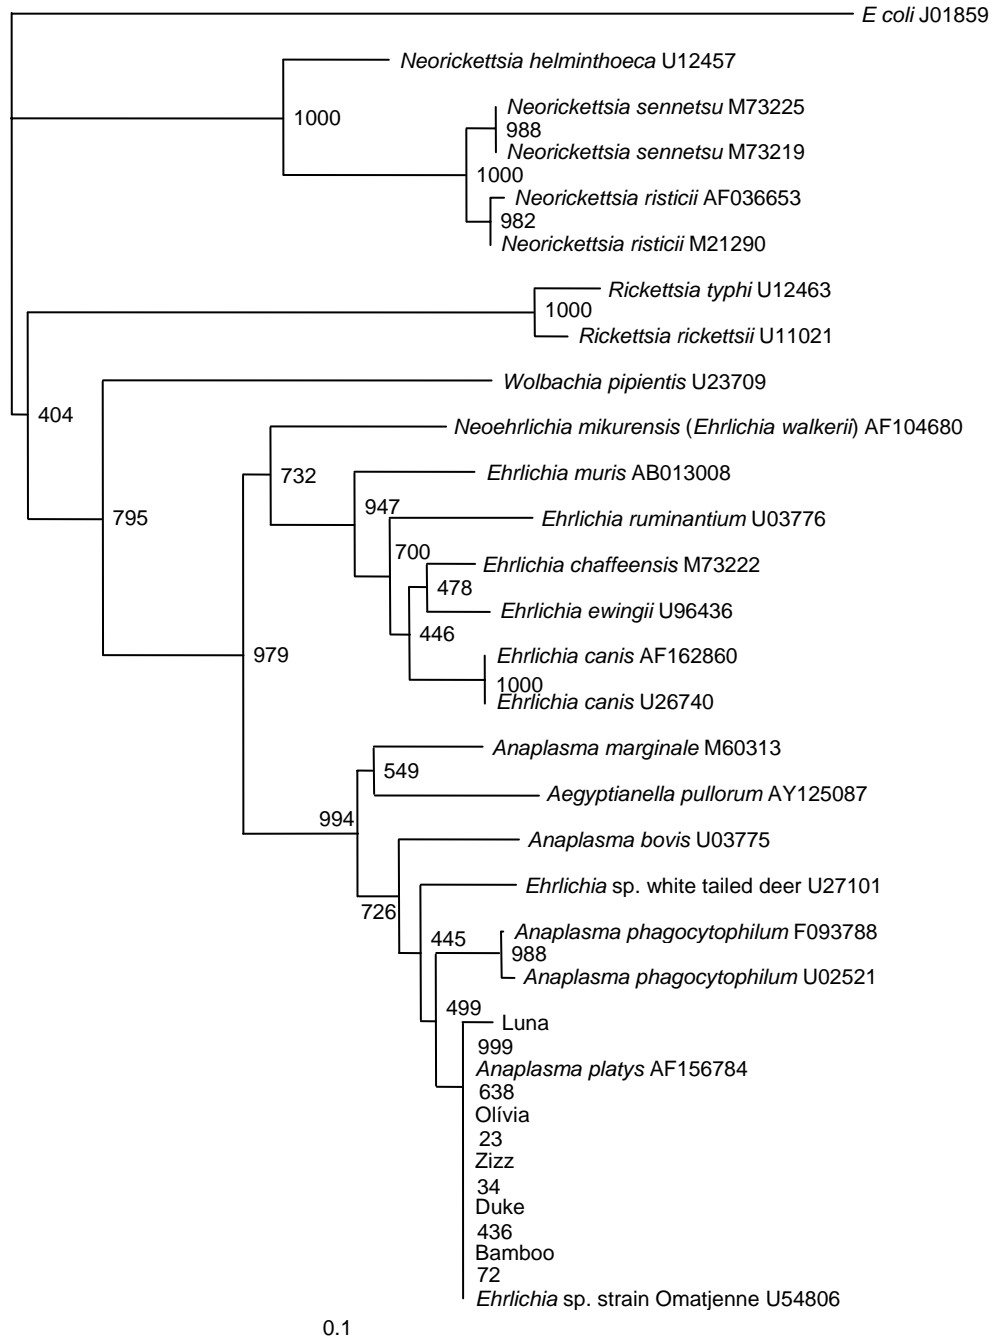 E coli J01859
Neorickettsia helminthoeca U12457
Neorickettsia sennetsu M73225
1000
988
Neorickettsia sennetsu M73219
1000
Neorickettsia risticii AF036653
982
Neorickettsia risticii M21290
Rickettsia typhi U12463
1000
Rickettsia rickettsii U11021
Wolbachia pipientis U23709
404
Neoehrlichia mikurensis (Ehrlichia walkerii) AF104680
732
Ehrlichia muris AB013008
947
795
Ehrlichia ruminantium U03776
700
Ehrlichia chaffeensis M73222
478
Ehrlichia ewingii U96436
446
979
Ehrlichia canis AF162860
1000
Ehrlichia canis U26740
Anaplasma marginale M60313
549
Aegyptianella pullorum AY125087
994
Anaplasma bovis U03775
Ehrlichia sp. white tailed deer U27101
726
Anaplasma phagocytophilum F093788
445
988
Anaplasma phagocytophilum U02521
499
Luna
999
Anaplasma platys AF156784
638
Olívia
23
Zizz
34
Duke
436
Bamboo
72
Ehrlichia sp. strain Omatjenne U54806
0.1